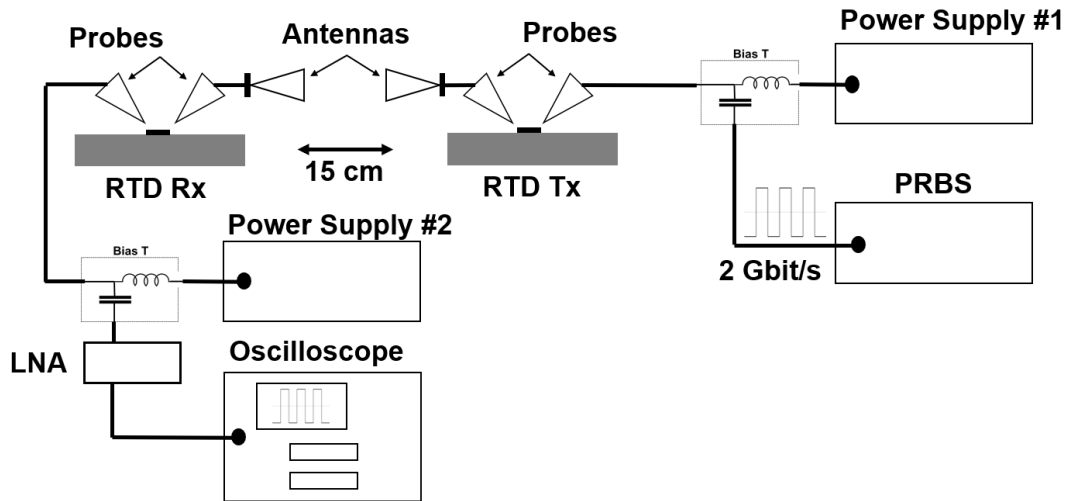 Power Supply #1
Probes
Antennas
Probes
Bias T
15 cm
RTD Rx
RTD Tx
PRBS
Power Supply #2
Bias T
2 Gbit/s
LNA
Oscilloscope